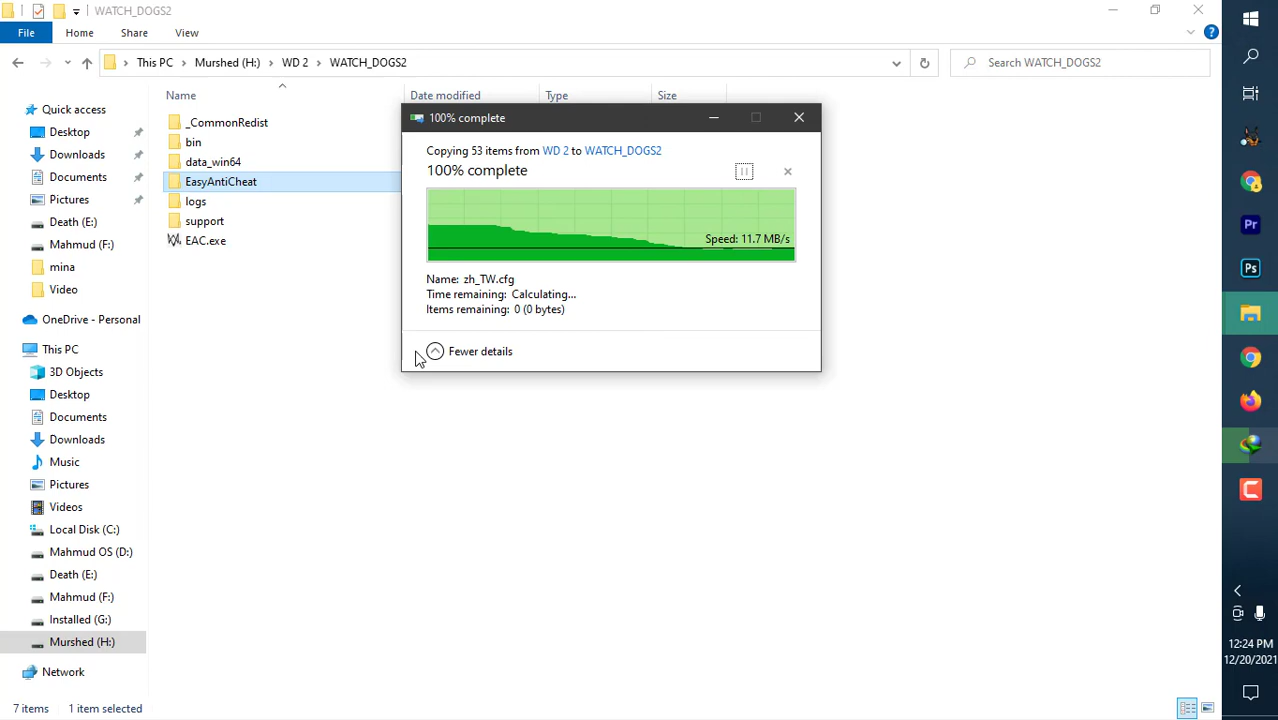 WATCH_DOGS2
File Home Share View
This PC Murshed (H:) WD 2 WATCH_DOGS2
Search WATCH_DOGS2
Name Date modified Type Size
Quick access
Desktop
Downloads
Documents
Pictures
Death (E:)
Mahmud (F:)
mina
Video
OneDrive - Personal
This PC
3D Objects
Desktop
Documents
Downloads
Music
Pictures
Videos
Local Disk (C:)
Mahmud OS (D:)
Death (E:)
Mahmud (F:)
Installed (G:)
Murshed (H:)
Network
_CommonRedist
bin
data_win64
EasyAntiCheat
logs
support
EAC.exe
100% complete
Copying 53 items from WD 2 to WATCH_DOGS2
100% complete
Speed: 11.7 MB/s
Name: zh_TW.cfg
Time remaining: Calculating...
Items remaining: 0 (0 bytes)
Fewer details
Pr
Ps
12:24 PM
12/20/2021
7 items 1 item selected